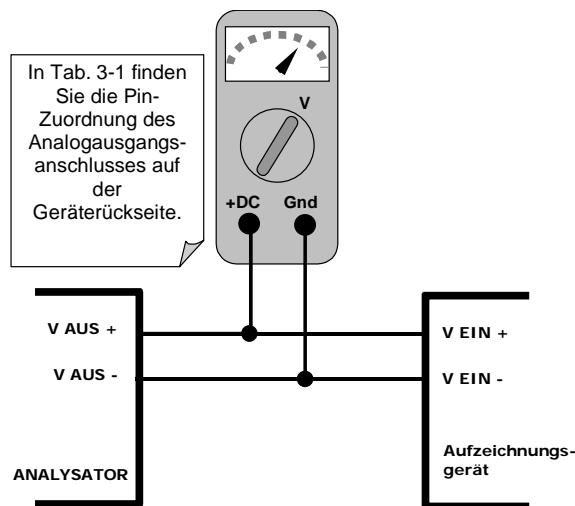 In Tab. 3-1 finden
Sie die Pin-
Zuordnung des
Analogausgangs-
anschlusses auf
der
Geräterückseite.
V
+DC Gnd
V AUS +
V AUS -
ANALYSATOR
V EIN +
V EIN -
Aufzeichnungs-
gerät